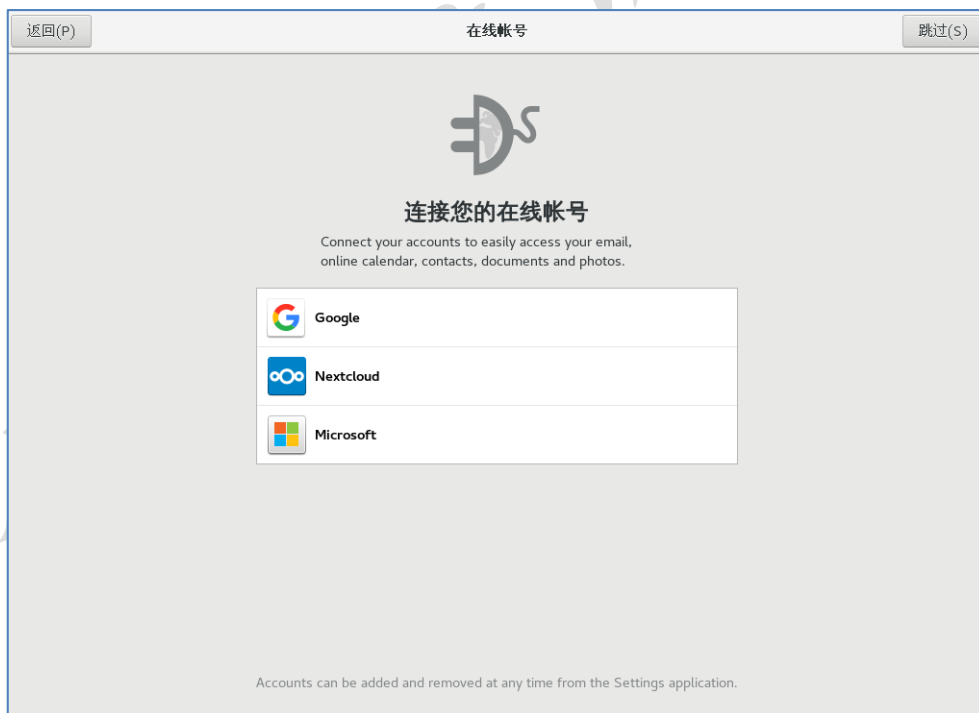 返回(P)
在线帐号
跳过(S)
连接您的在线帐号
Connect your accounts to easily access your email,
online calendar, contacts, documents and photos.
Google
Nextcloud
Microsoft
Accounts can be added and removed at any time from the Settings application.